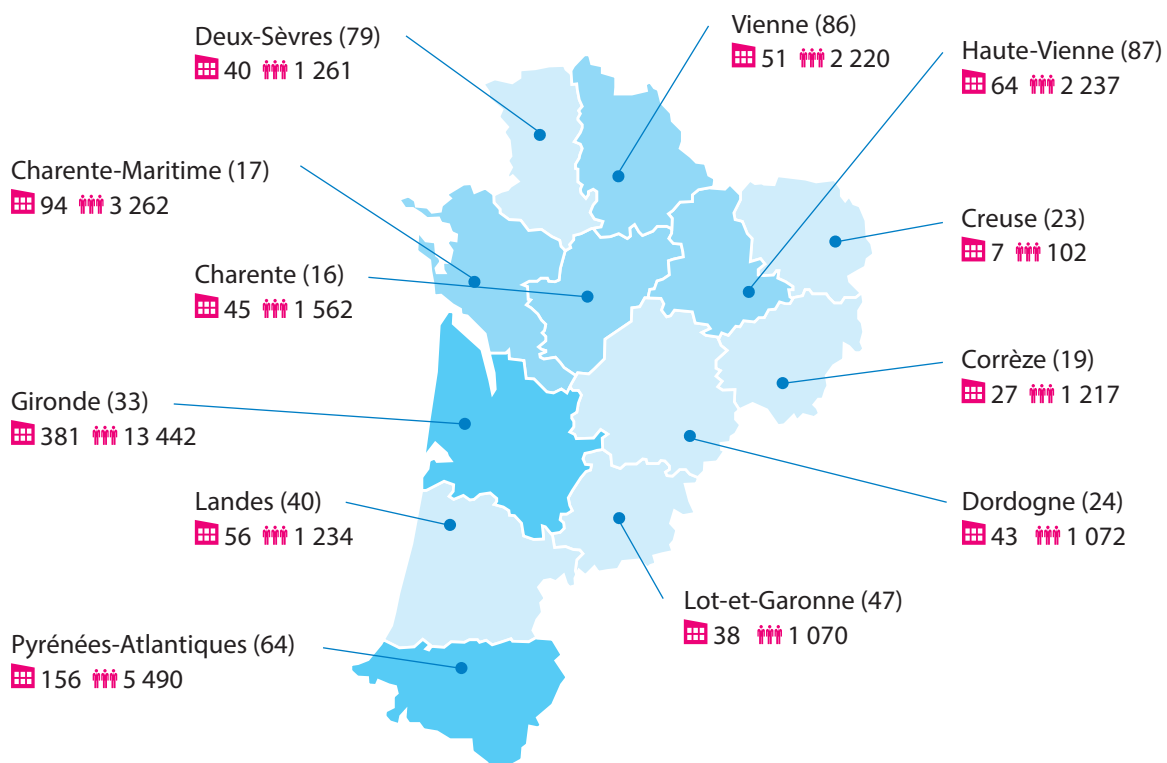 Deux-Sèvres (79)
40 1 261
Vienne (86)
51 2 220
Haute-Vienne (87)
64 2 237
Charente-Maritime (17)
94 3 262
Creuse (23)
7 102
Charente (16)
45 1 562
Corrèze (19)
27 1 217
Gironde (33)
381 13 442
Landes (40)
56 1 234
Dordogne (24)
43 1 072
Lot-et-Garonne (47)
38 1 070
Pyrénées-Atlantiques (64)
156 5 490